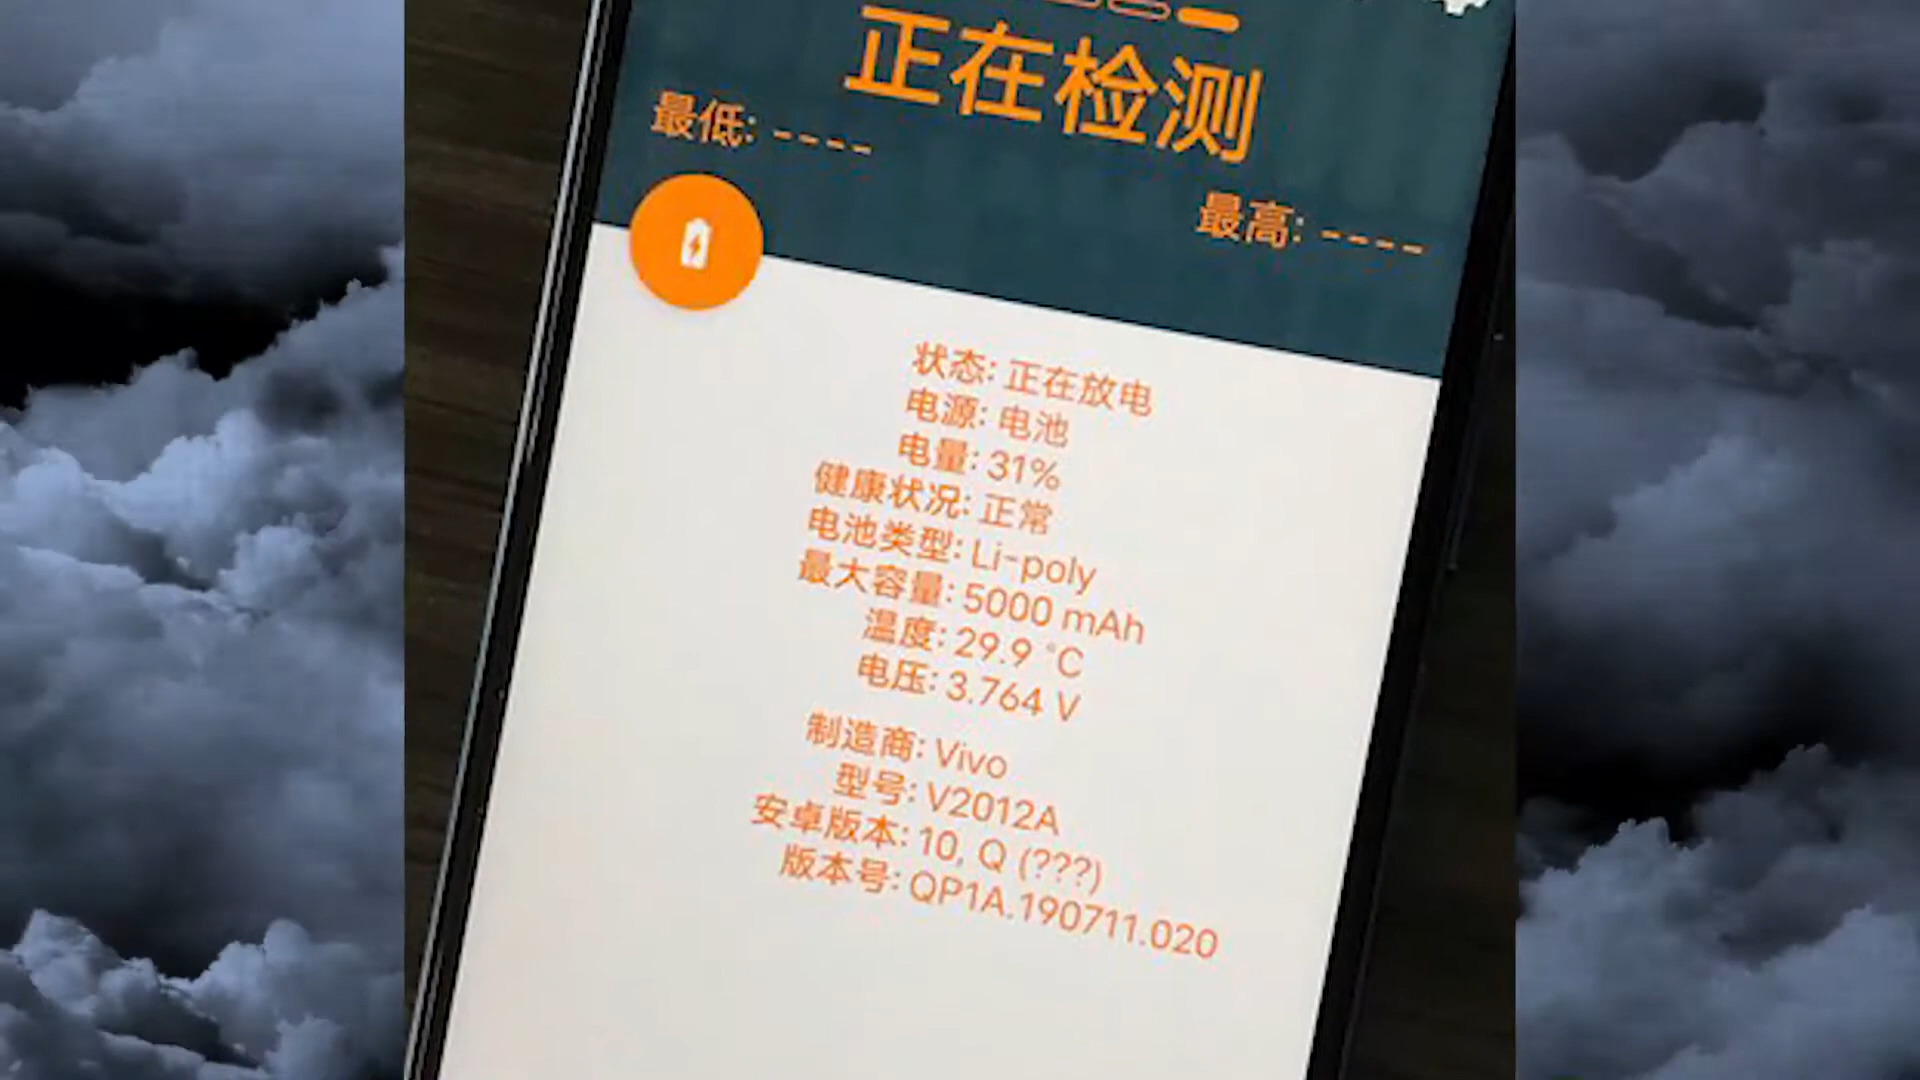 正在检测
最低: ----
最高: ----
状态: 正在放电
电源: 电池
电量: 31%
健康状况: 正常
电池类型: Li-poly
最大容量: 5000 mAh
温度: 29.9 °C
电压: 3.764 V
制造商: Vivo
型号: V2012A
安卓版本: 10, Q (???)
版本号: QP1A.190711.020